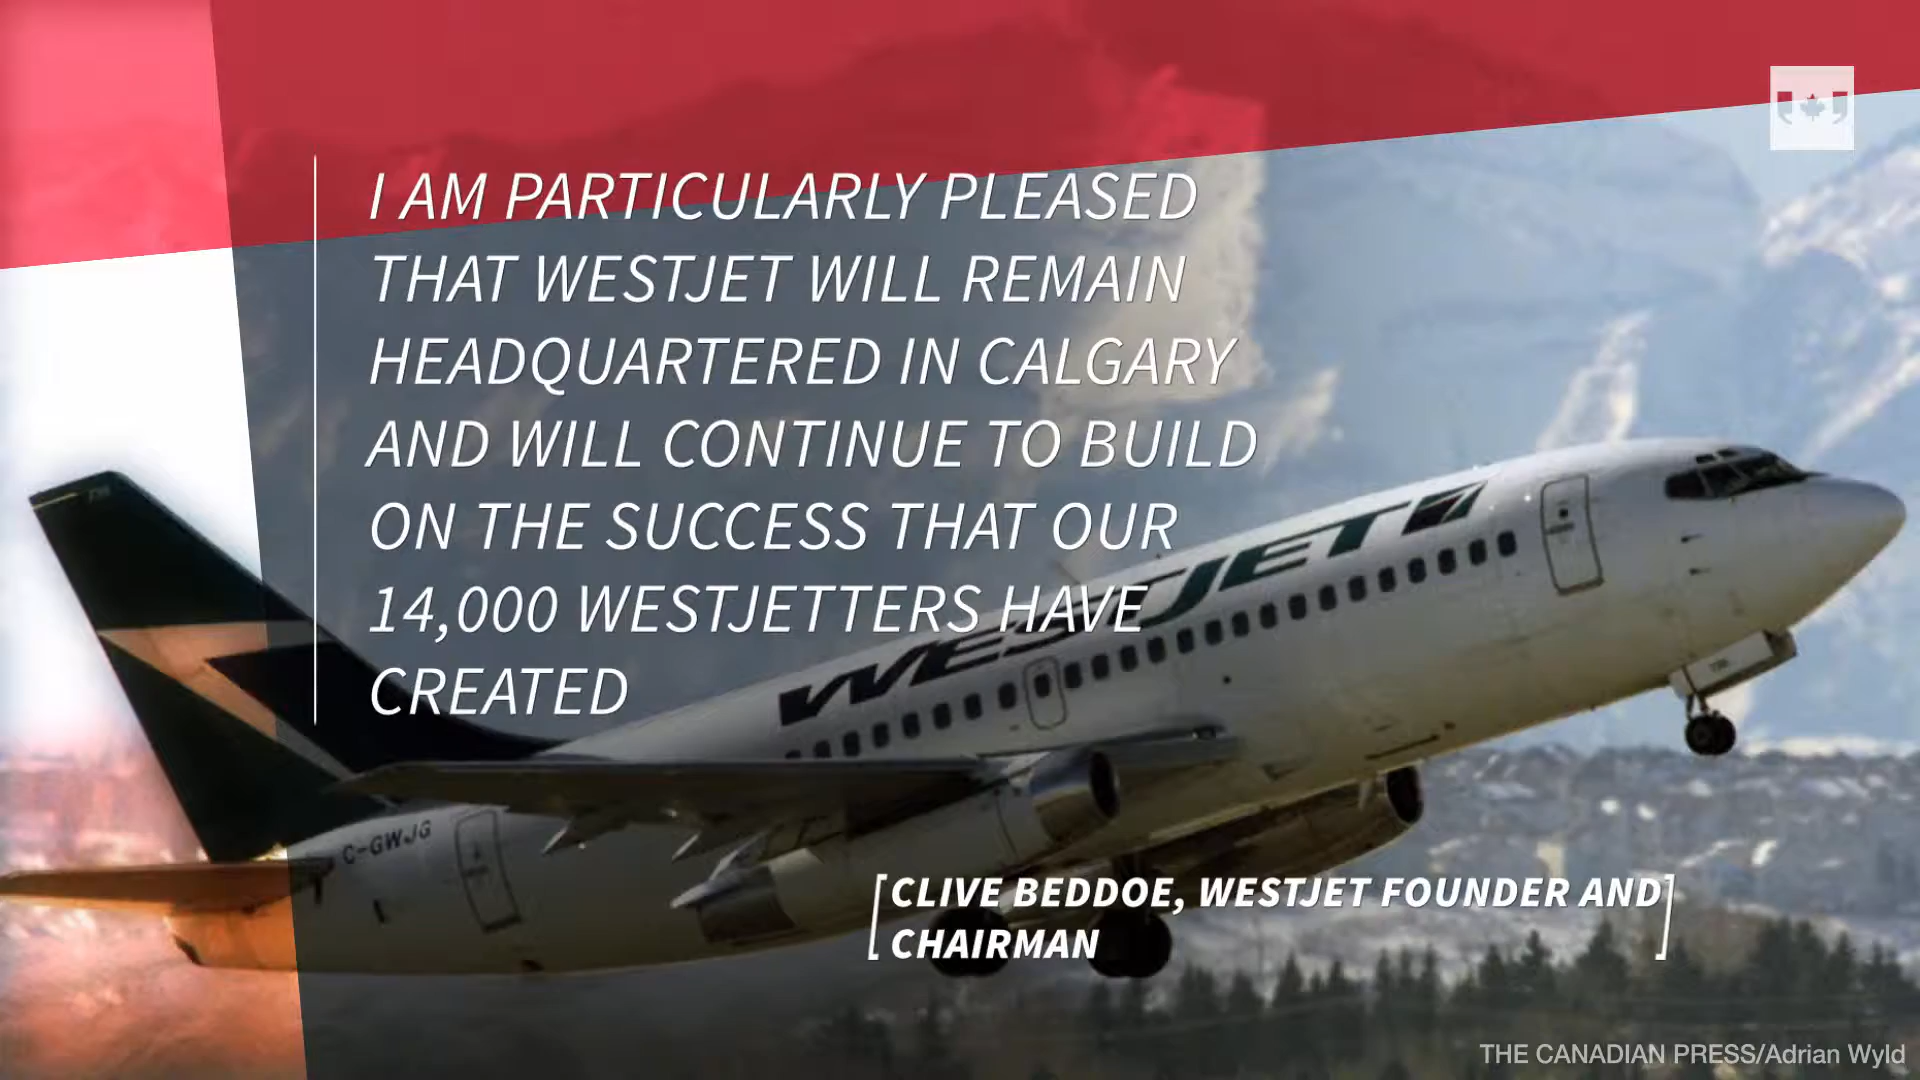 I AM PARTICULARLY PLEASED
THAT WESTJET WILL REMAIN
HEADQUARTERED IN CALGARY
AND WILL CONTINUE TO BUILD
ON THE SUCCESS THAT OUR
14,000 WESTJETTERS HAVE
CREATED
WESTJET
C-GWJG
[CLIVE BEDDOE, WESTJET FOUNDER AND
CHAIRMAN]
THE CANADIAN PRESS/Adrian Wyld